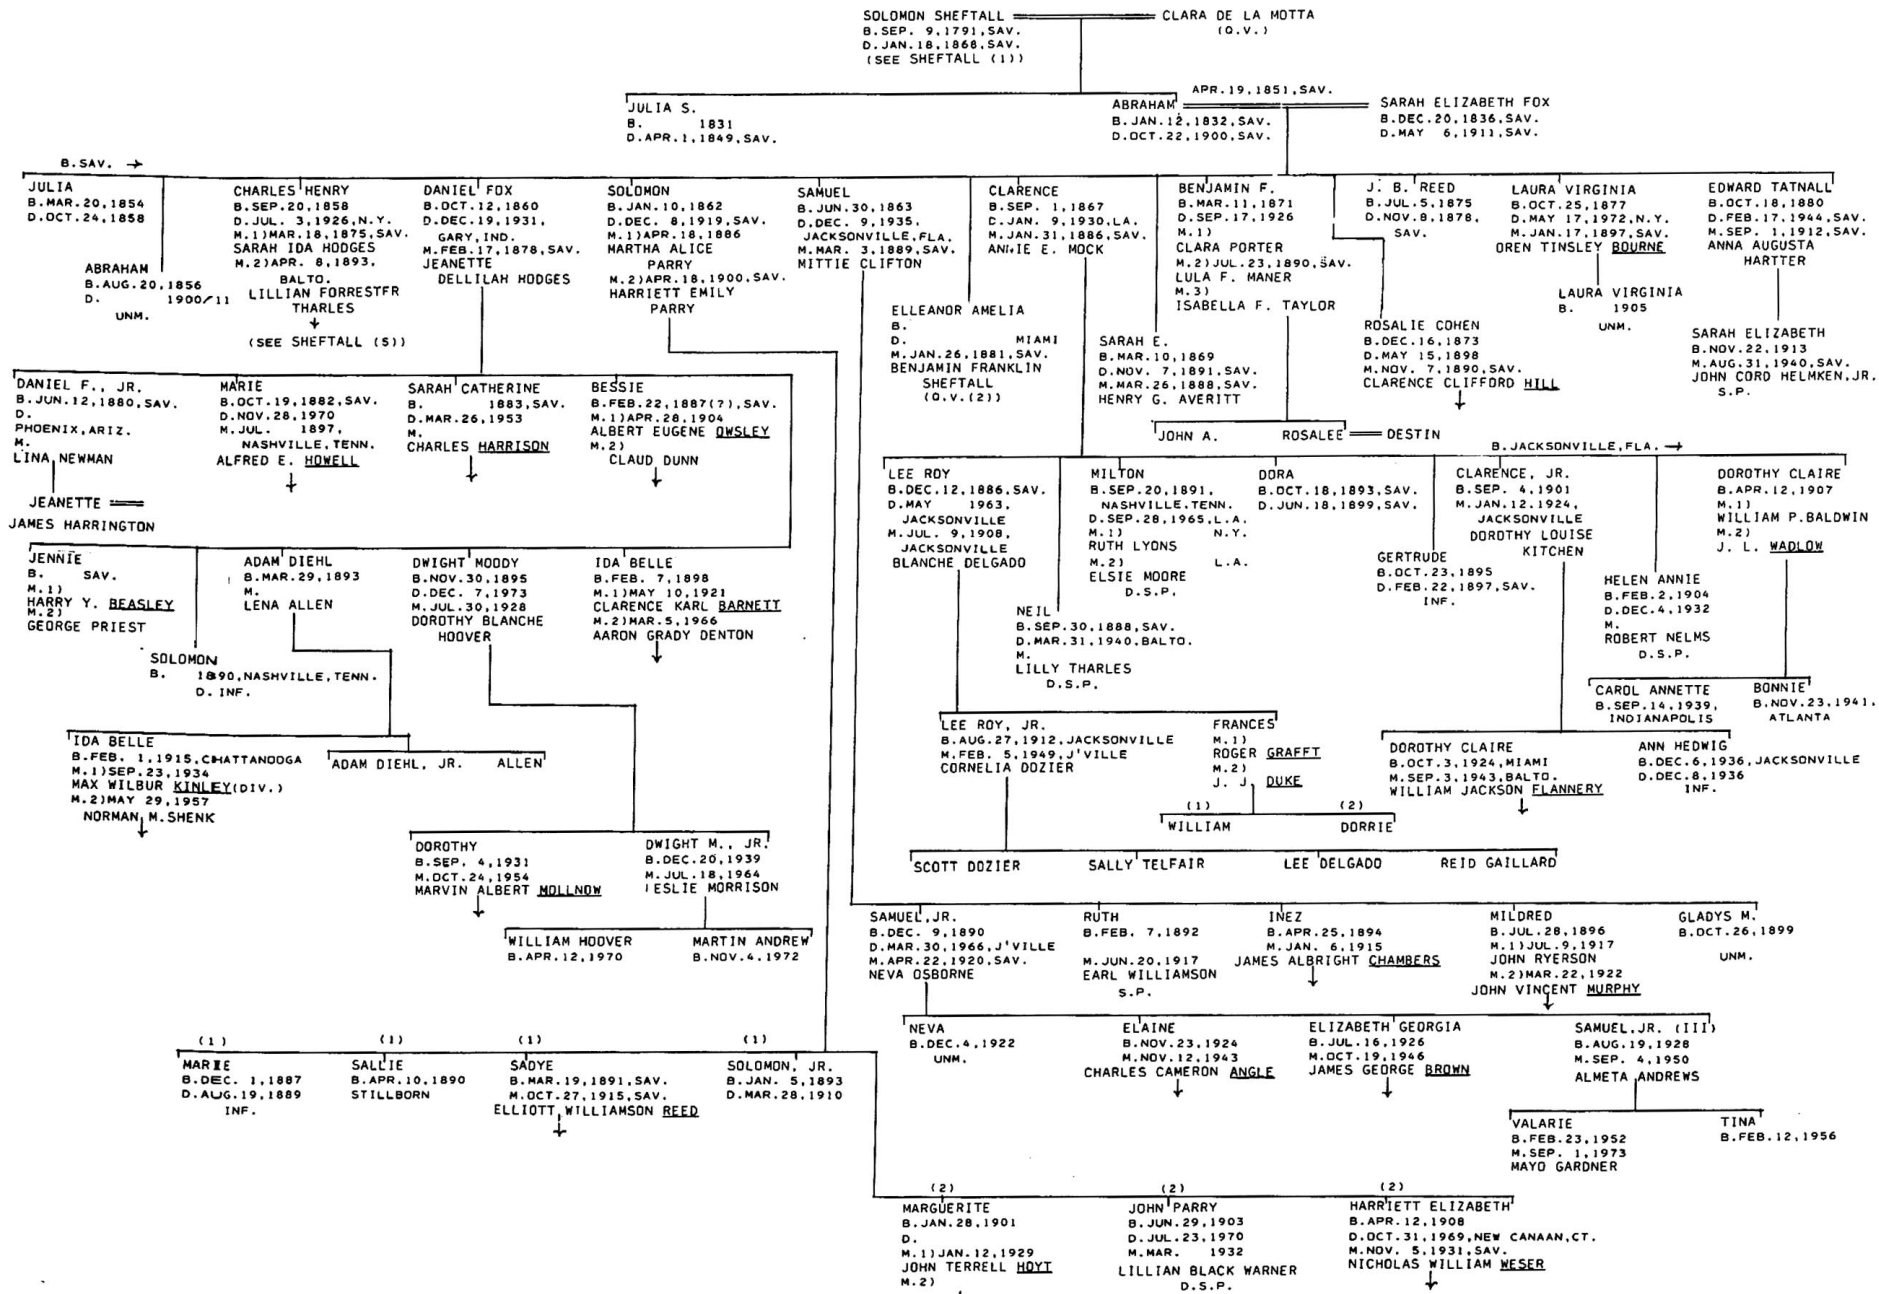 SOLOMON SHEFTALL
B.SEP. 9,1791,SAV.
D.JAN.18,1868,SAV.
(SEE SHEFTALL (1))
CLARA DE LA MOTTA
(Q.V.)
JULIA S.
B. 1831
D.APR.1,1849,SAV.
APR.19,1851,SAV.
ABRAHAM
B.JAN.12,1832,SAV.
D.OCT.22,1900,SAV.
SARAH ELIZABETH FOX
B.DEC.20,1836,SAV.
D.MAY 6,1911,SAV.
B.SAV. →
JULIA
B.MAR.20,1854
D.OCT.24,1858
ABRAHAM
B.AUG.20,1856
D. 1900/11
UNM.
CHARLES HENRY
B.SEP.20,1858
D.JUL. 3,1926,N.Y.
M.1)MAR.18,1875,SAV.
SARAH IDA HODGES
M.2)APR. 8,1893,
BALTO.
LILLIAN FORRESTER
THARLES
(SEE SHEFTALL (5))
DANIEL FOX
B.OCT.12,1860
D.DEC.19,1931,
GARY,IND.
M.FEB.17,1878,SAV.
JEANETTE
DELLILAH HODGES
SOLOMON
B.JAN.10,1862
D.DEC. 8,1919,SAV.
M.1)APR.18,1886
MARTHA ALICE
PARRY
M.2)APR.18,1900,SAV.
HARRIETT EMILY
PARRY
SAMUEL
B.JUN.30,1863
D.DEC. 9,1935,
JACKSONVILLE,FLA.
M.MAR. 3,1889,SAV.
MITTIE CLIFTON
ELLEANOR AMELIA
B.
D. MIAMI
M.JAN.26,1881,SAV.
BENJAMIN FRANKLIN
SHEFTALL
(Q.V.(2))
CLARENCE
B.SEP. 1,1867
D.JAN. 9,1930,LA.
M.JAN.31,1886,SAV.
ANNIE E. MOCK
SARAH E.
B.MAR.10,1869
D.NOV. 7,1891,SAV.
M.MAR.26,1888,SAV.
HENRY G. AVERITT
BENJAMIN F.
B.MAR.11,1871
D.SEP.17,1926
M.1)
CLARA PORTER
M.2)JUL.23,1890,SAV.
LULA F. MANER
M.3)
ISABELLA F. TAYLOR
ROSALIE COHEN
B.DEC.16,1873
D.MAY 15,1898
M.NOV. 7,1890,SAV.
CLARENCE CLIFFORD HILL
J. B. REED
B.JUL.5,1875
D.NOV.8,1878,
SAV.
LAURA VIRGINIA
B.OCT.25,1877
D.MAY 17,1972,N.Y.
M.JAN.17,1897,SAV.
OREN TINSLEY BOURNE
LAURA VIRGINIA
B. 1905
UNM.
EDWARD TATNALL
B.OCT.18,1880
D.FEB.17,1944,SAV.
M.SEP. 1,1912,SAV.
ANNA AUGUSTA
HARTTER
SARAH ELIZABETH
B.NOV.22,1913
M.AUG.31,1940,SAV.
JOHN CORD HELMKEN,JR.
S.P.
DANIEL F., JR.
B.JUN.12,1880,SAV.
D.
PHOENIX,ARIZ.
M.
LINA NEWMAN
JEANETTE
JAMES HARRINGTON
MARIE
B.OCT.19,1882,SAV.
D.NOV.28,1970
M.JUL. 1897,
NASHVILLE,TENN.
ALFRED E. HOWELL
SARAH CATHERINE
B. 1883,SAV.
D.MAR.26,1953
M.
CHARLES HARRISON
BESSIE
B.FEB.22,1887(7),SAV.
M.1)APR.28,1904
ALBERT EUGENE OWSLEY
M.2)
CLAUD DUNN
JOHN A.
ROSALEE
DESTIN
B.JACKSONVILLE,FLA. →
LEE ROY
B.DEC.12,1886,SAV.
D.MAY 1963,
JACKSONVILLE
M.JUL. 9,1908,
JACKSONVILLE
BLANCHE DELGADO
NEIL
B.SEP.30,1888,SAV.
D.MAR.31,1940,BALTO.
M.
LILLY THARLES
D.S.P.
MILTON
B.SEP.20,1891,
NASHVILLE.TENN.
D.SEP.28,1965,L.A.
M.1) N.Y.
RUTH LYONS
M.2) L.A.
ELSIE MOORE
D.S.P.
DORA
B.OCT.18,1893,SAV.
D.JUN.18,1899,SAV.
GERTRUDE
B.OCT.23,1895
D.FEB.22,1897,SAV.
INF.
CLARENCE, JR.
B.SEP. 4,1901
M.JAN.12,1924,
JACKSONVILLE
DOROTHY LOUISE
KITCHEN
HELEN ANNIE
B.FEB.2,1904
D.DEC.4,1932
M.
ROBERT NELMS
D.S.P.
DOROTHY CLAIRE
B.APR.12,1907
M.1)
WILLIAM P.BALDWIN
M.2)
J. L. WADLOW
JENNIE
B. SAV.
M.1)
HARRY Y. BEASLEY
M.2)
GEORGE PRIEST
SOLOMON
B. 1890,NASHVILLE,TENN.
D. INF.
ADAM DIEHL
B.MAR.29,1893
M.
LENA ALLEN
DWIGHT MOODY
B.NOV.30,1895
D.DEC. 7,1973
M.JUL.30,1928
DOROTHY BLANCHE
HOOVER
IDA BELLE
B.FEB. 7,1898
M.1)MAY 10,1921
CLARENCE KARL BARNETT
M.2)MAR.5,1966
AARON GRADY DENTON
CAROL ANNETTE
B.SEP.14,1939,
INDIANAPOLIS
BONNIE
B.NOV.23,1941,
ATLANTA
IDA BELLE
B.FEB. 1,1915,CHATTANOOGA
M.1)SEP.23,1934
MAX WILBUR KINLEY(DIV.)
M.2)MAY 29,1957
NORMAN M.SHENK
ADAM DIEHL, JR.
ALLEN
LEE ROY, JR.
B.AUG.27,1912,JACKSONVILLE
M.FEB. 5,1949,J'VILLE
CORNELIA DOZIER
FRANCES
M.1)
ROGER GRAFFT
M.2)
J. J. DUKE
(1)
WILLIAM
(2)
DORRIE
DOROTHY CLAIRE
B.OCT.3,1924,MIAMI
M.SEP.3,1943,BALTO.
WILLIAM JACKSON FLANNERY
ANN HEDWIG
B.DEC.6,1936,JACKSONVILLE
D.DEC.8,1936
INF.
DOROTHY
B.SEP. 4,1931
M.OCT.24,1954
MARVIN ALBERT MOLLNOW
DWIGHT M., JR.
B.DEC.20,1939
M.JUL.18,1964
LESLIE MORRISON
SCOTT DOZIER
SALLY TELFAIR
LEE DELGADO
REID GAILLARD
WILLIAM HOOVER
B.APR.12,1970
MARTIN ANDREW
B.NOV.4,1972
SAMUEL,JR.
B.DEC. 9,1890
D.MAR.30,1966,J'VILLE
M.APR.22,1920,SAV.
NEVA OSBORNE
RUTH
B.FEB. 7,1892
M.JUN.20,1917
EARL WILLIAMSON
S.P.
INEZ
B.APR.25,1894
M.JAN. 6,1915
JAMES ALBRIGHT CHAMBERS
MILDRED
B.JUL.28,1896
M.1)JUL.9,1917
JOHN RYERSON
M.2)MAR.22,1922
JOHN VINCENT MURPHY
GLADYS M.
B.OCT.26,1899
UNM.
NEVA
B.DEC.4,1922
UNM.
ELAINE
B.NOV.23,1924
M.NOV.12,1943
CHARLES CAMERON ANGLE
ELIZABETH GEORGIA
B.JUL.16,1926
M.OCT.19,1946
JAMES GEORGE BROWN
SAMUEL,JR. (III)
B.AUG.19,1928
M.SEP. 4,1950
ALMETA ANDREWS
(1)
MARIE
B.DEC. 1,1887
D.AUG.19,1889
INF.
(1)
SALLIE
B.APR.10,1890
STILLBORN
(1)
SADYE
B.MAR.19,1891,SAV.
M.OCT.27,1915,SAV.
ELLIOTT WILLIAMSON REED
(1)
SOLOMON, JR.
B.JAN. 5,1893
D.MAR.28,1910
VALARIE
B.FEB.23,1952
M.SEP. 1,1973
MAYO GARDNER
TINA
B.FEB.12,1956
(2)
MARGUERITE
B.JAN.28,1901
D.
M.1)JAN.12,1929
JOHN TERRELL HOYT
M.2)
(2)
JOHN PARRY
B.JUN.29,1903
D.JUL.23,1970
M.MAR. 1932
LILLIAN BLACK WARNER
D.S.P.
(2)
HARRIETT ELIZABETH
B.APR.12,1908
D.OCT.31,1969,NEW CANAAN,CT.
M.NOV. 5,1931,SAV.
NICHOLAS WILLIAM WESER